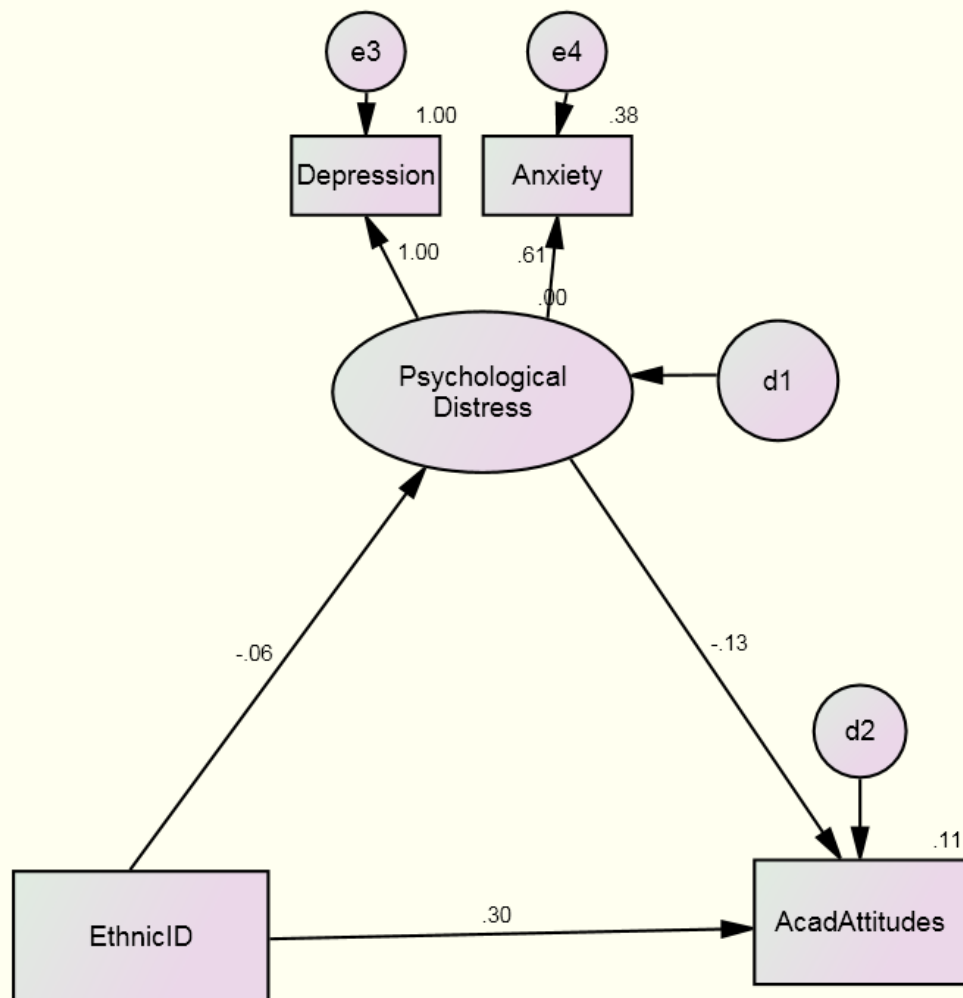 e3
e4
1.00
.38
Depression
Anxiety
1.00
.61
.00
Psychological
Distress
d1
-.06
-.13
d2
.11
EthnicID
.30
AcadAttitudes